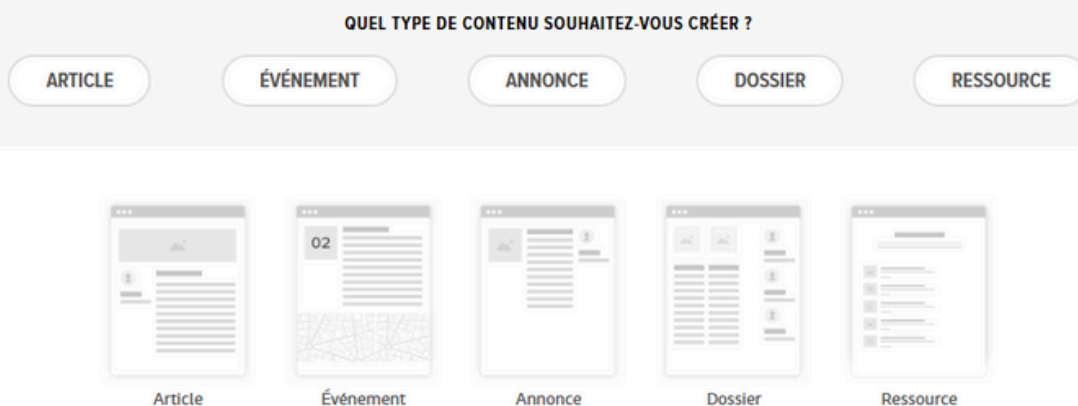 QUEL TYPE DE CONTENU SOUHAITEZ-VOUS CRÉER ?
ARTICLE ÉVÉNEMENT ANNONCE DOSSIER RESSOURCE
02
Article Événement Annonce Dossier Ressource